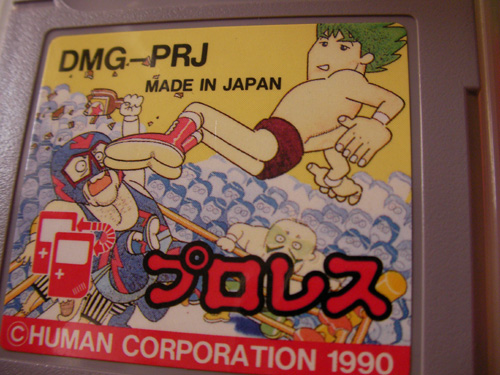 DMG-PRJ
MADE IN JAPAN
プロレス
©HUMAN CORPORATION 1990